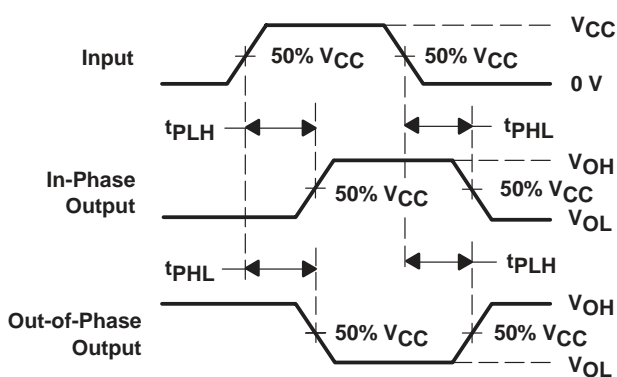 VCC
Input
50% VCC
50% VCC
0 V
tPLH
tPHL
VOH
In-Phase
Output
50% VCC
50% VCC
VOL
tPHL
tPLH
VOH
Out-of-Phase
Output
50% VCC
50% VCC
VOL